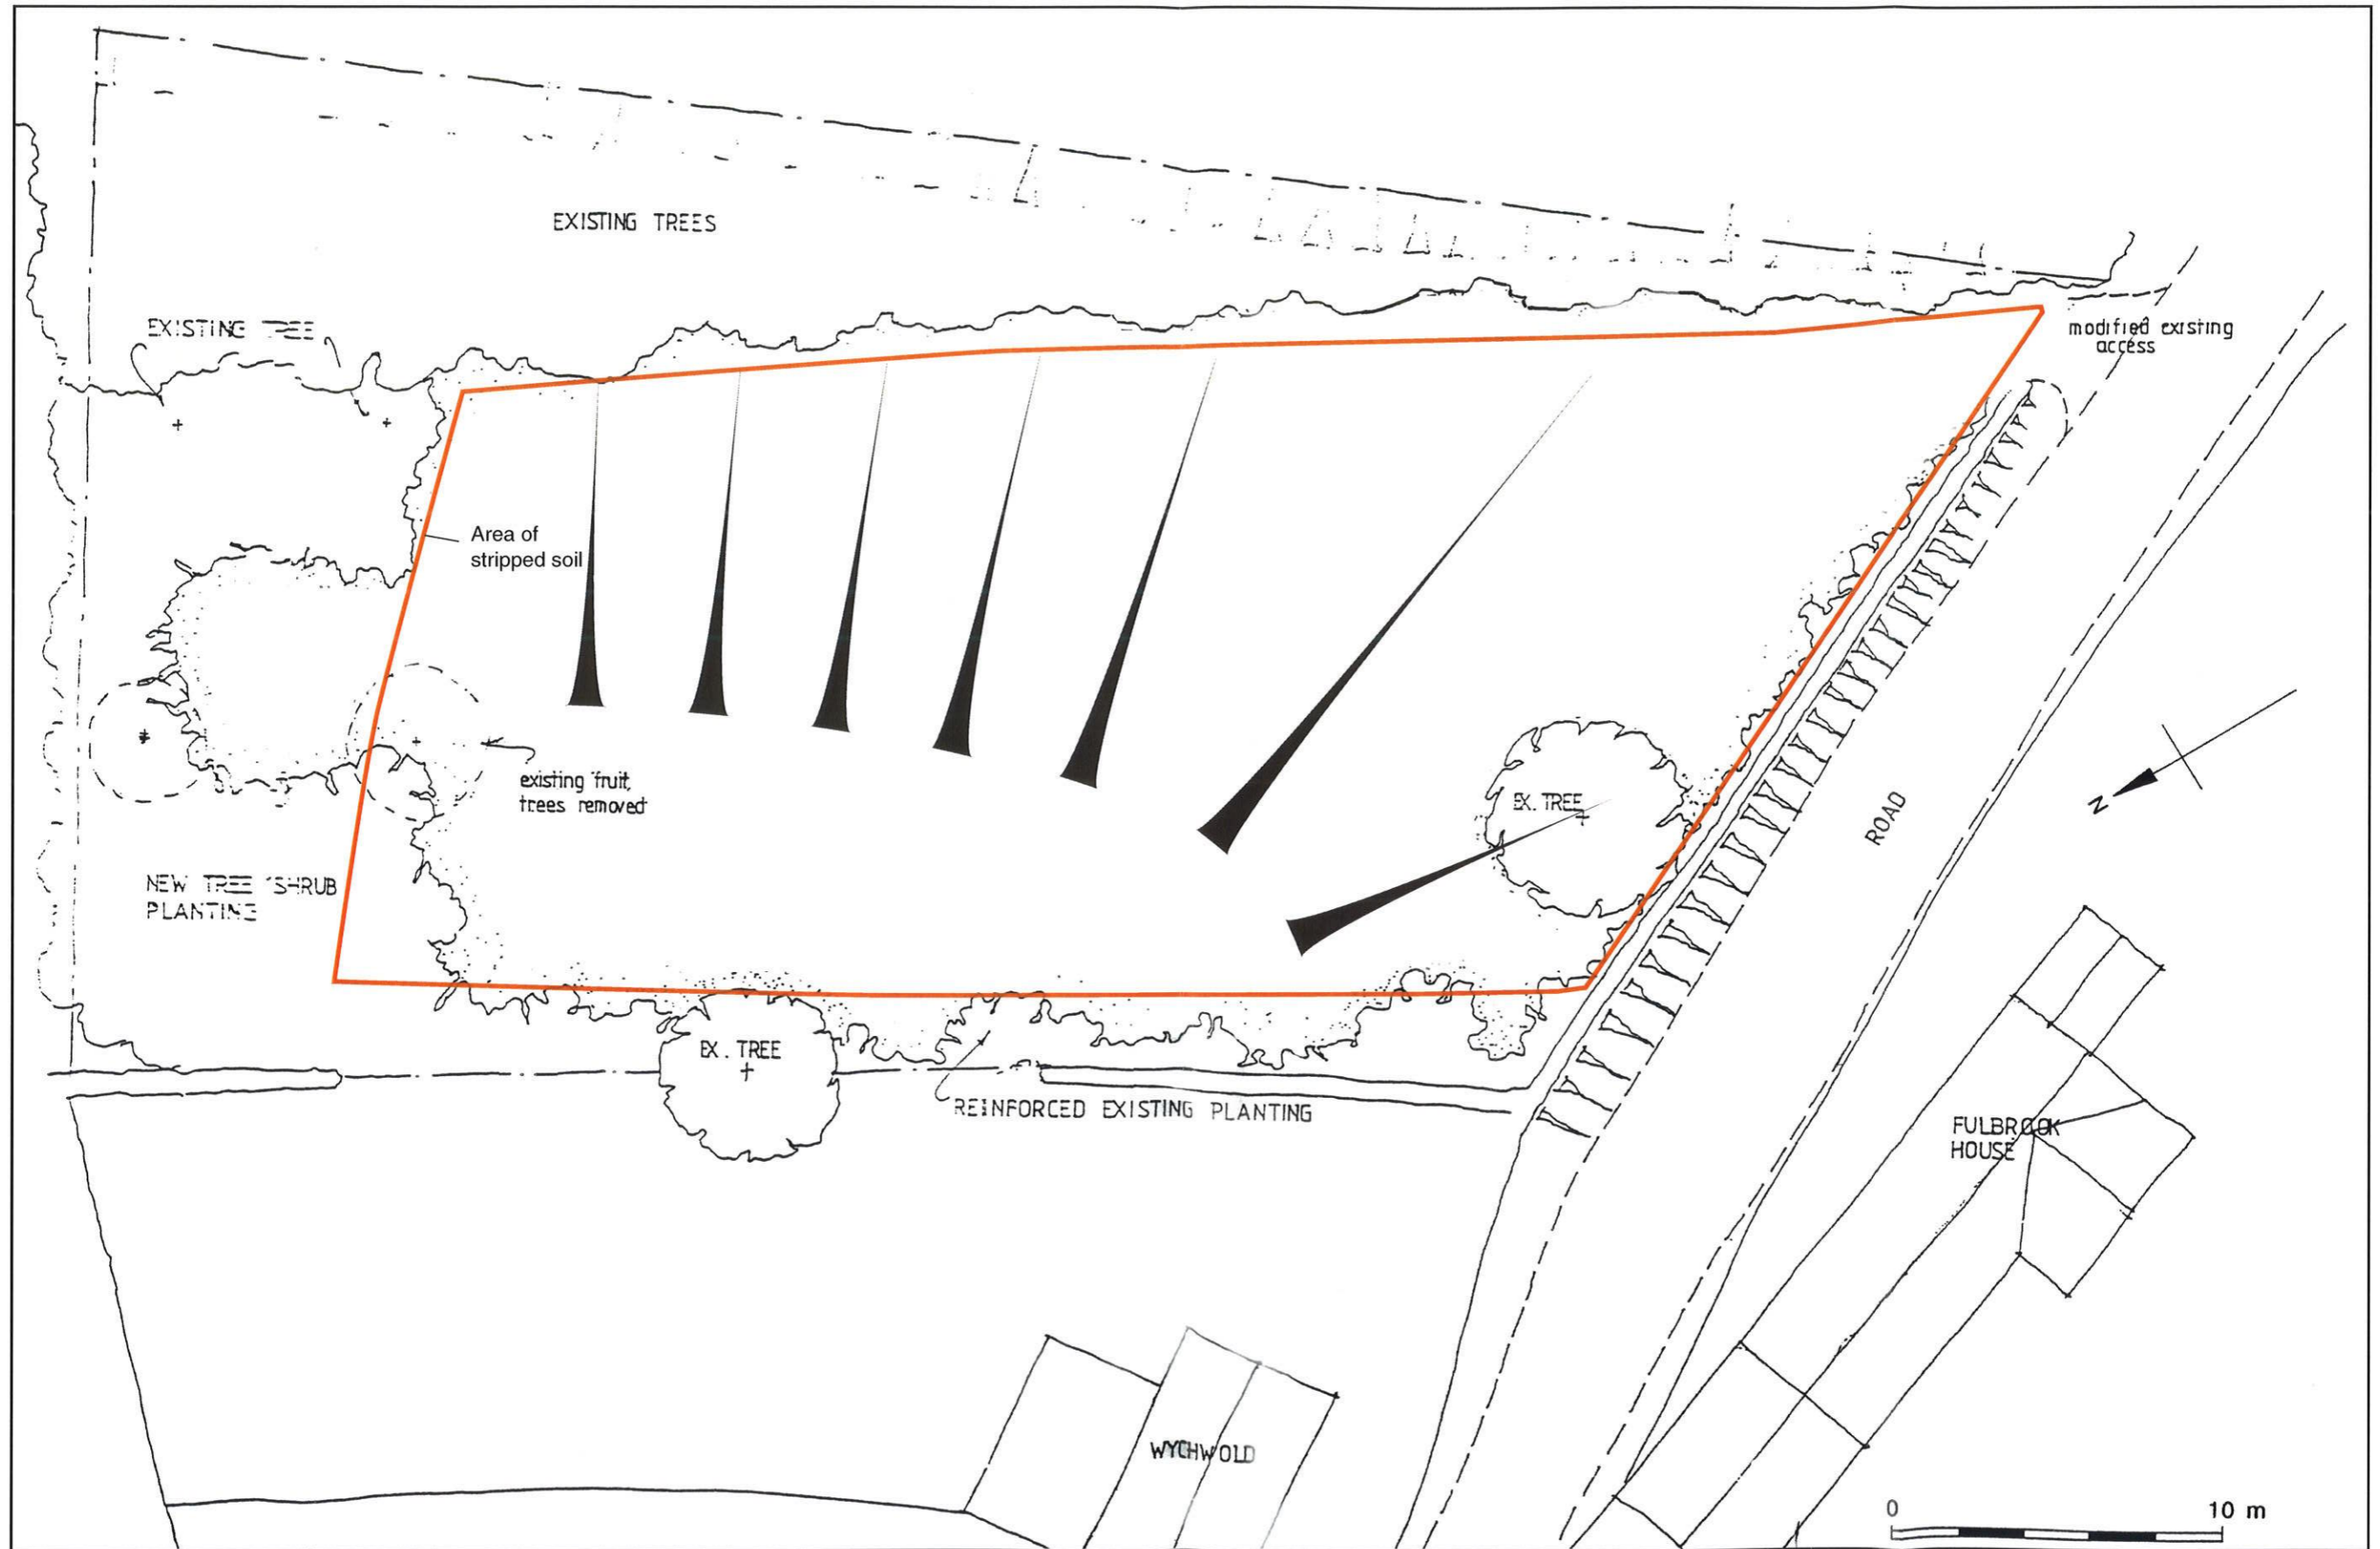 EXISTING TREES
EXISTING TREE
modified existing
access
Area of
stripped soil
existing fruit,
trees removed
EX. TREE
N
ROAD
NEW TREE SHRUB
PLANTING
EX. TREE
REINFORCED EXISTING PLANTING
FULBROOK
HOUSE
WYCHWOLD
0 10 m